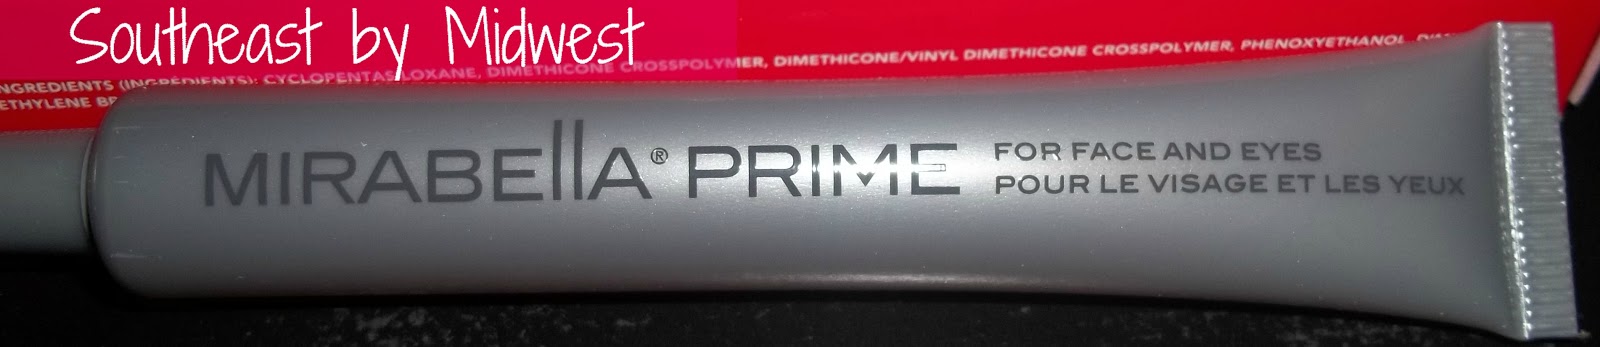 Southeast by Midwest
INGREDIENTS (INGRÉDIENTS): CYCLOPENTASILOXANE, DIMETHICONE CROSSPOLYMER, DIMETHICONE/VINYL DIMETHICONE CROSSPOLYMER, PHENOXYETHANOL,
MIRABEllA® PRIME
FOR FACE AND EYES
POUR LE VISAGE ET LES YEUX